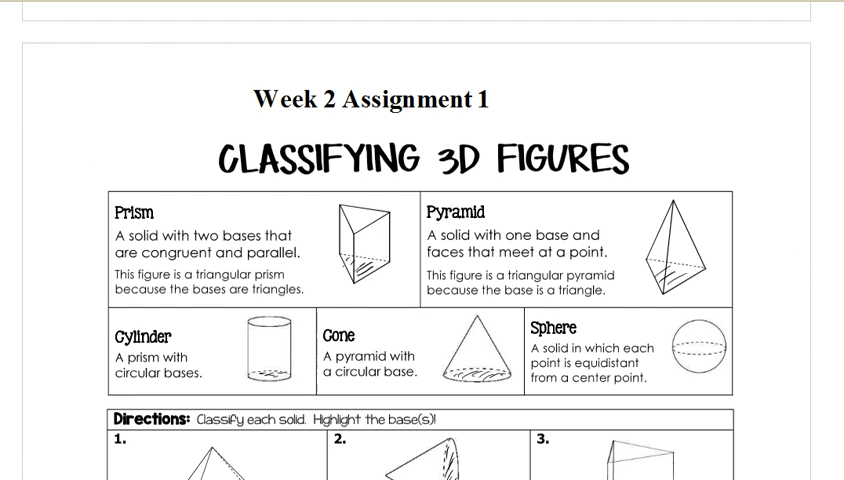 Week 2 Assignment 1
CLASSIFYING 3D FIGURES
Prism
A solid with two bases that
are congruent and parallel.
This figure is a triangular prism
because the bases are triangles.
Pyramid
A solid with one base and
faces that meet at a point.
This figure is a triangular pyramid
because the base is a triangle.
Cylinder
A prism with
circular bases.
Cone
A pyramid with
a circular base.
Sphere
A solid in which each
point is equidistant
from a center point.
Directions: Classify each solid. Highlight the base(s)!
1.
2.
3.